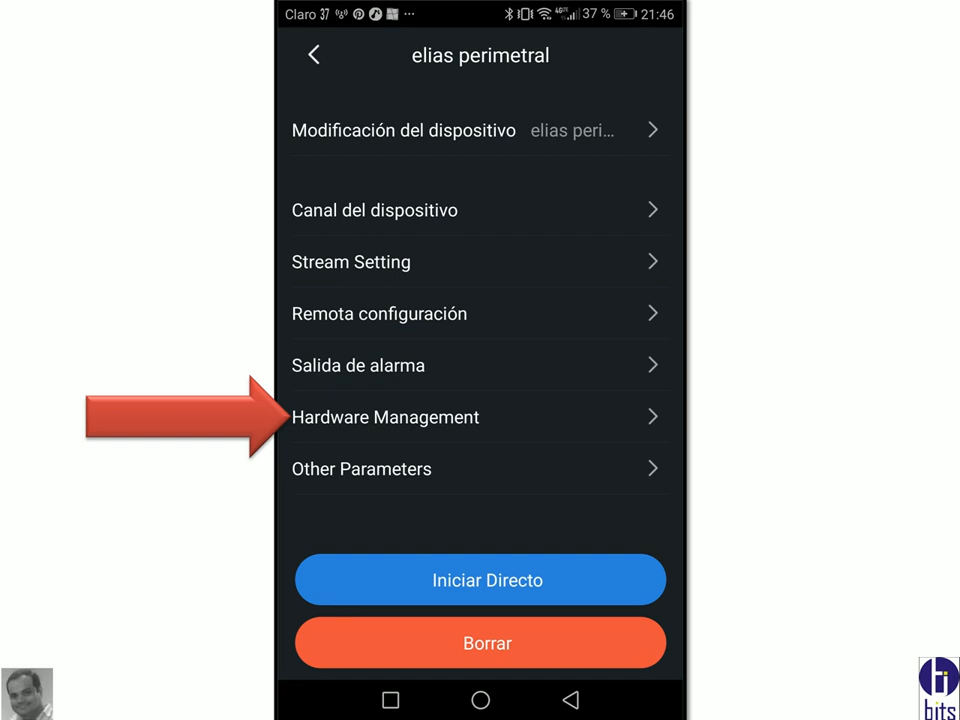 Claro 37 ... 4G 37 % 21:46
elias perimetral
Modificación del dispositivo elias peri...
Canal del dispositivo
Stream Setting
Remota configuración
Salida de alarma
Hardware Management
Other Parameters
Iniciar Directo
Borrar
bits